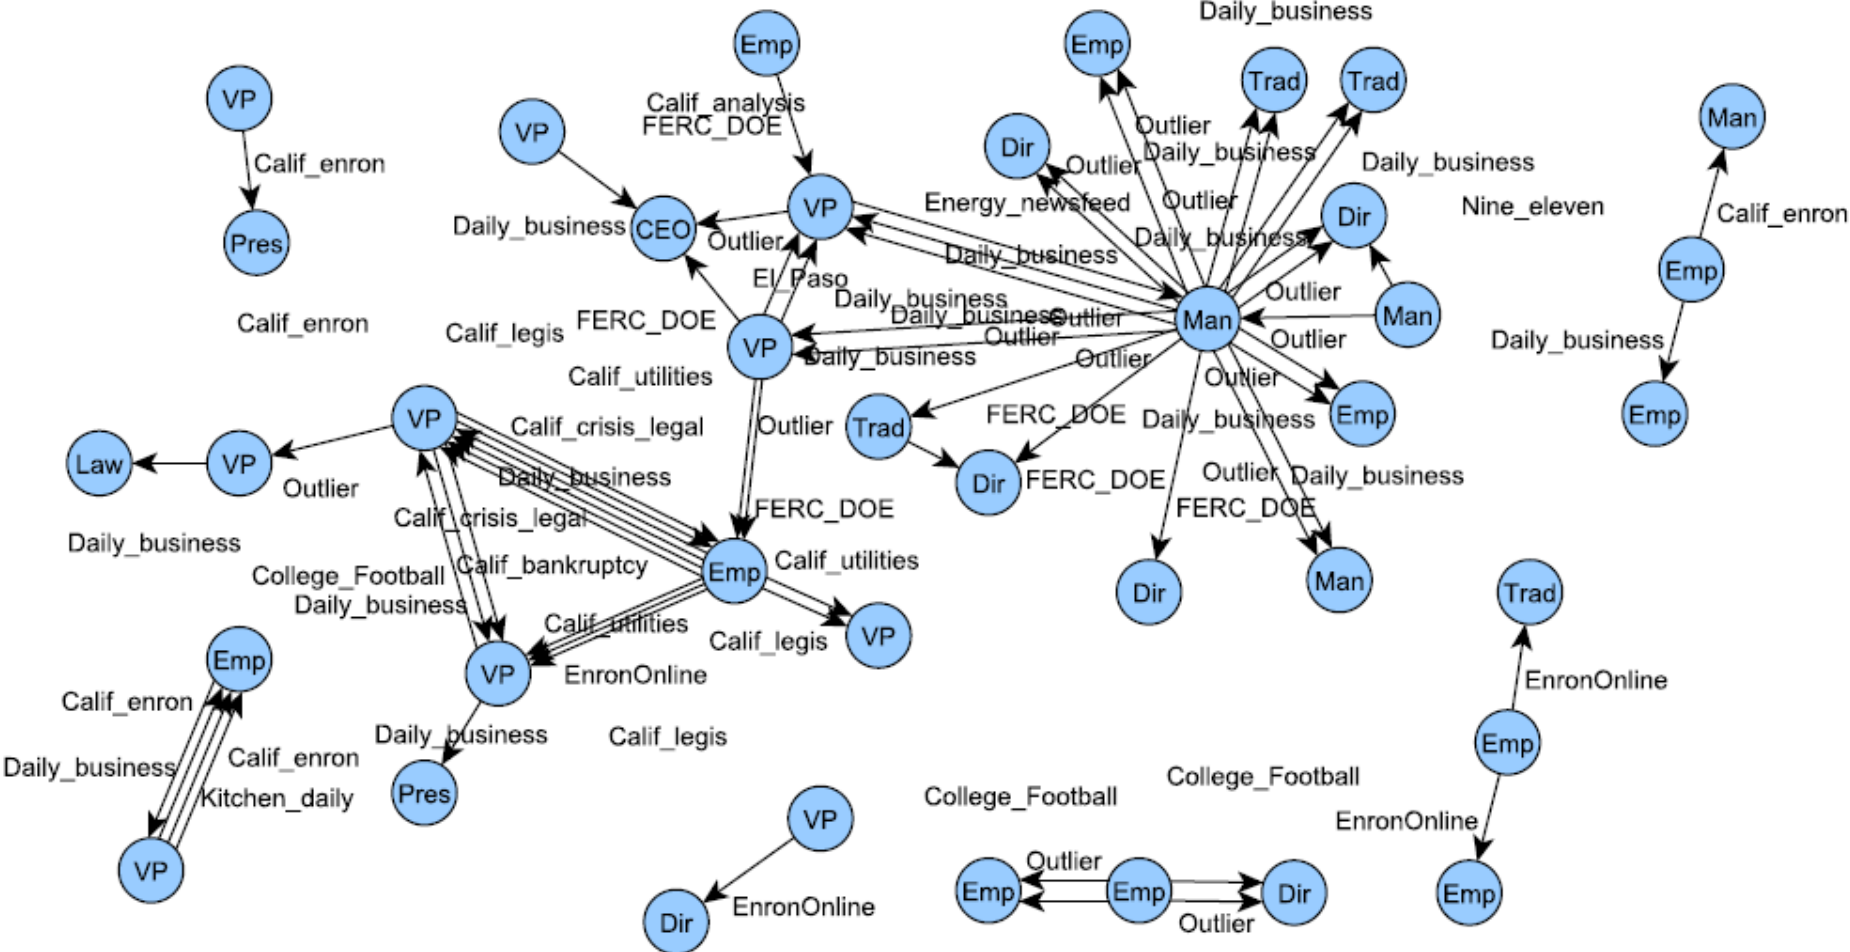 Daily_business
Emp
Emp
Trad
Trad
VP
Calif_analysis
FERC_DOE
Man
VP
Outlier
Dir
Daily_business
Calif_enron
Outlier
Daily_business
Energy_newsfeed
Outlier
Nine_eleven
VP
Dir
Calif_enron
Pres
Daily_business
CEO
Outlier
Daily_business
Daily_business
Emp
El_Paso
Outlier
Daily_business
Daily_business
Outlier
Man
Man
Calif_enron
Calif_legis
FERC_DOE
Outlier
Outlier
Daily_business
VP
Daily_business
Outlier
Calif_utilities
Outlier
VP
Calif_crisis_legal
Outlier
Trad
FERC_DOE
Daily_business
Emp
Emp
Law
VP
Outlier
Daily_business
Dir
FERC_DOE
Outlier
Daily_business
Calif_crisis_legal
FERC_DOE
FERC_DOE
Daily_business
College_Football
Calif_bankruptcy
Emp
Calif_utilities
Dir
Man
Trad
Daily_business
Calif_utilities
Calif_legis
VP
Emp
VP
EnronOnline
EnronOnline
Calif_enron
Daily_business
Calif_legis
Emp
Daily_business
Calif_enron
Kitchen_daily
Pres
College_Football
College_Football
VP
EnronOnline
VP
Outlier
Emp
Emp
Dir
Emp
Dir
EnronOnline
Outlier